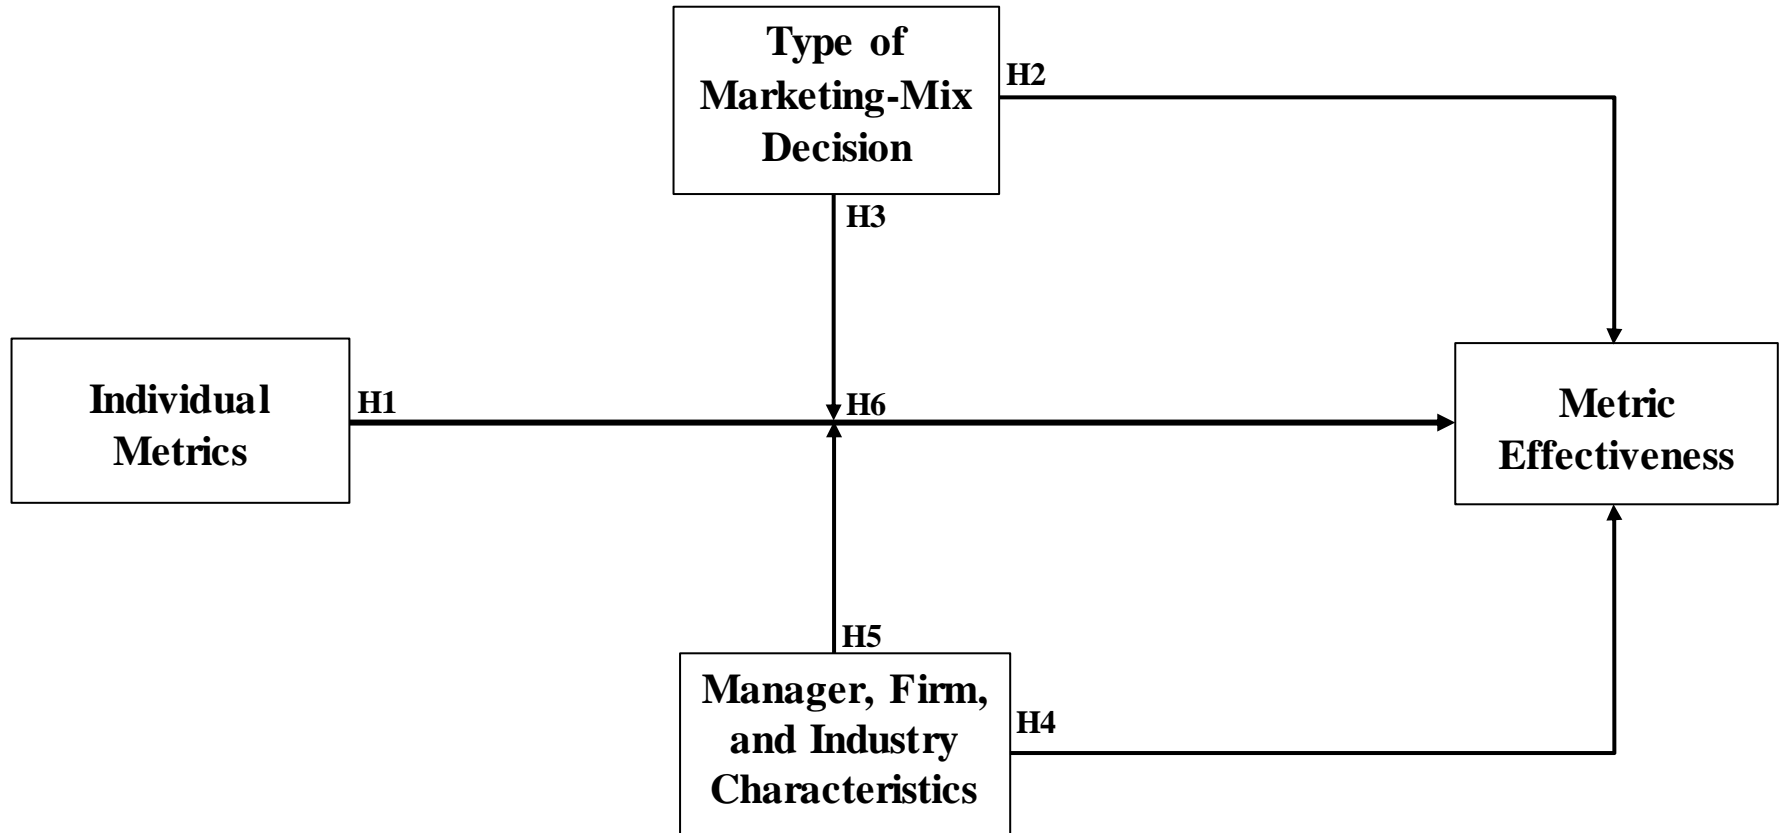 Type of
Marketing-Mix
Decision
H2
H3
Individual
Metrics
H1
H6
Metric
Effectiveness
H5
Manager, Firm,
and Industry
Characteristics
H4